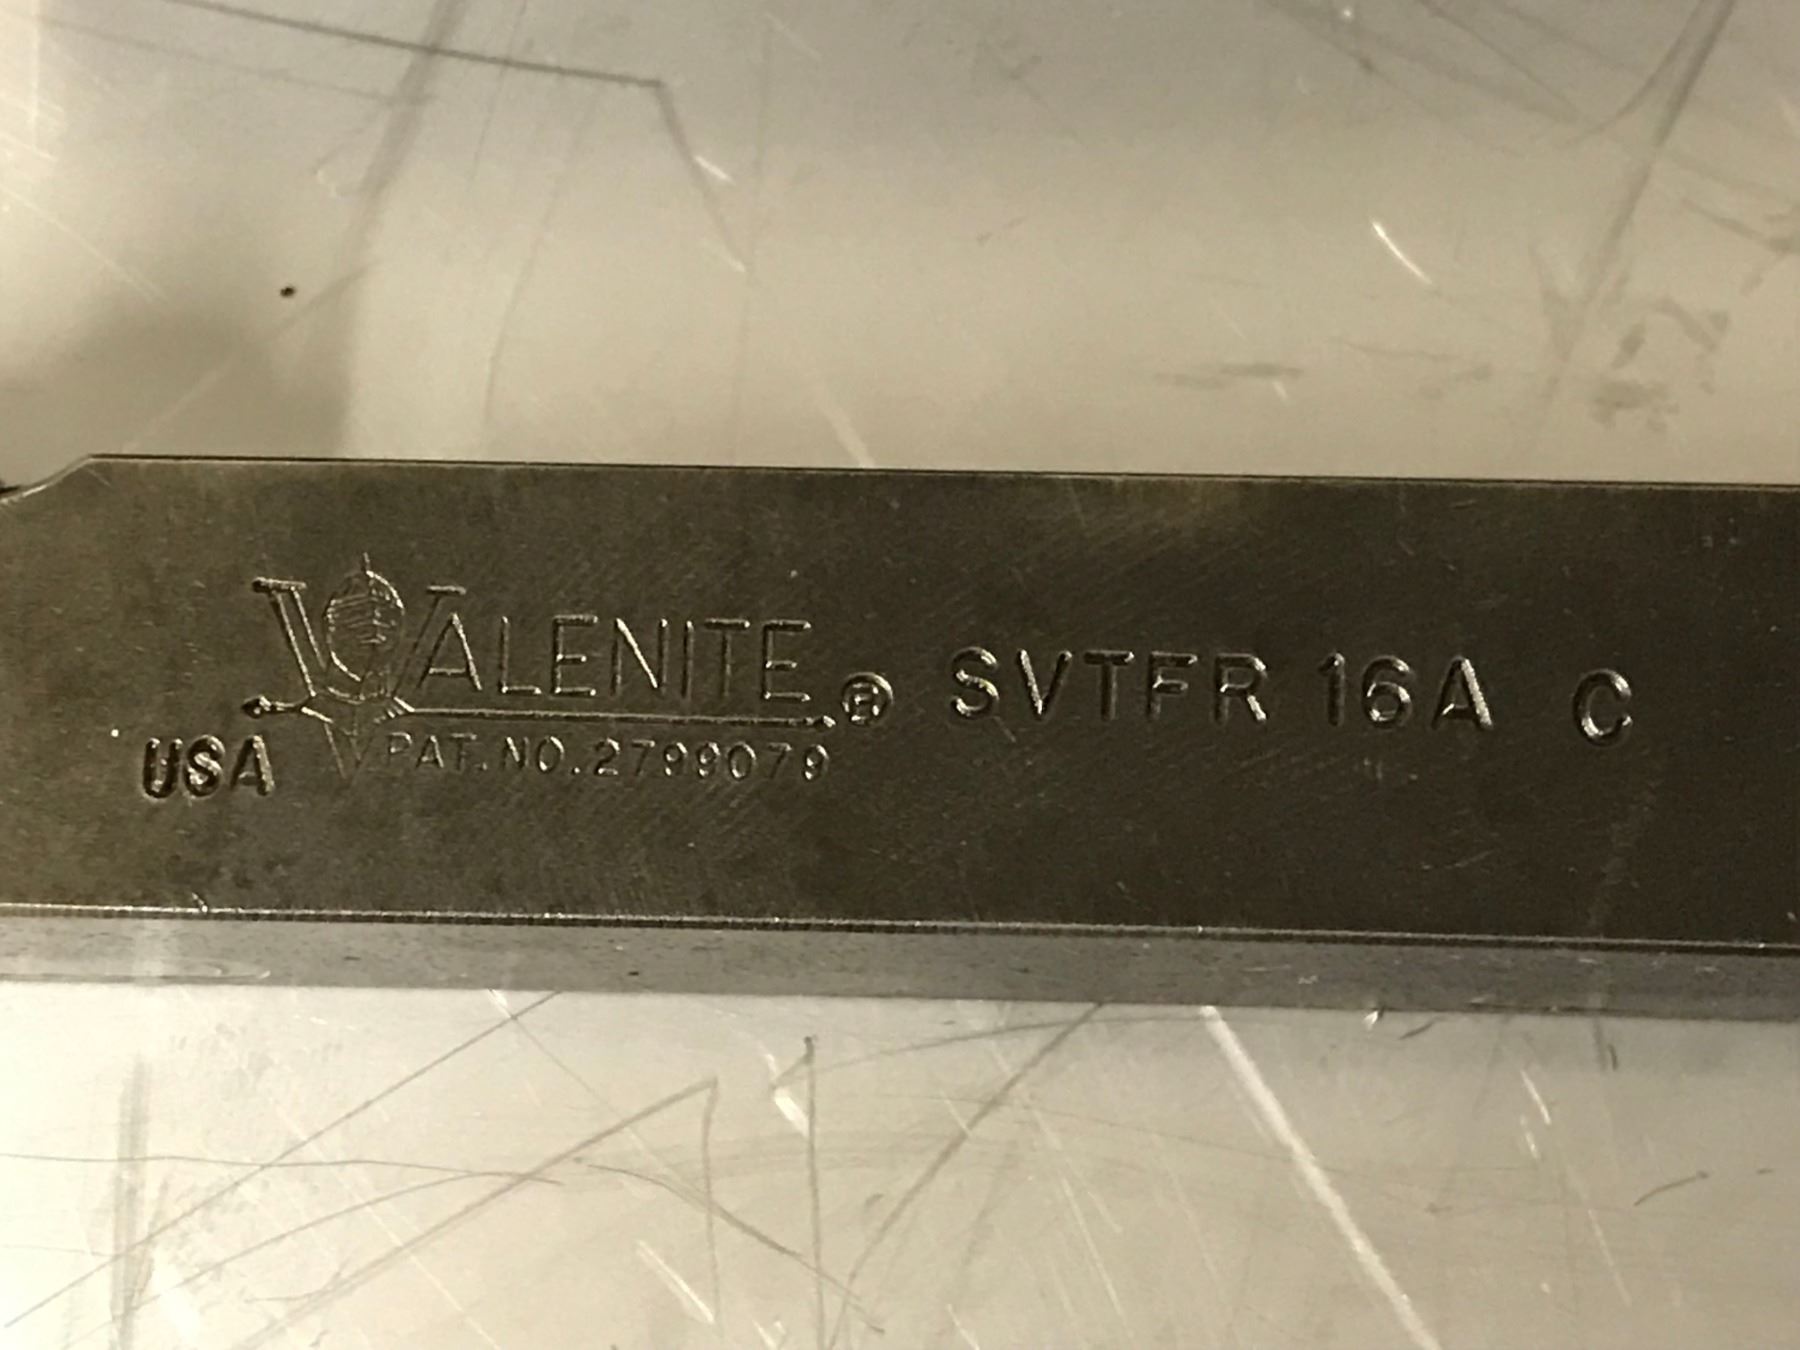 VALENITE® SVTFR 16A C
USA PAT. NO. 2799079